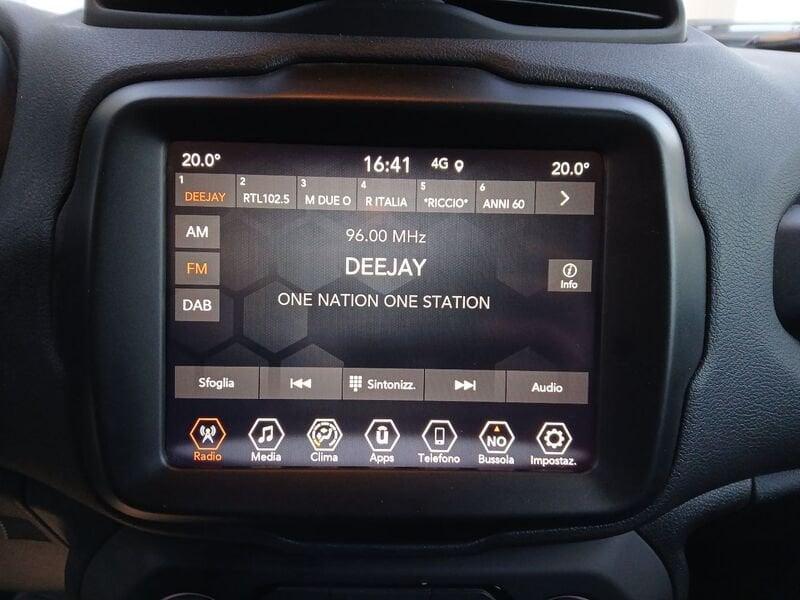 20.0° 16:41 4G 20.0°
1 DEEJAY 2 RTL102.5 3 M DUE O 4 R ITALIA 5 *RICCIO* 6 ANNI 60
AM
96.00 MHz
FM
DEEJAY
Info
DAB
ONE NATION ONE STATION
Sfoglia Sintonizz. Audio
Radio Media Clima ū Apps Telefono NO Bussola Impostaz.